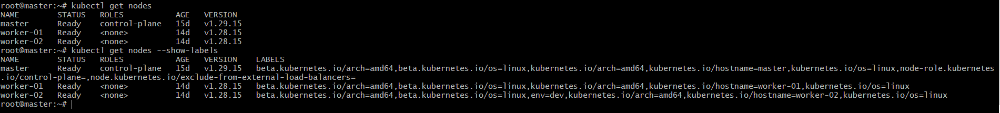 root@master:~# kubectl get nodes
NAME        STATUS   ROLES           AGE   VERSION
master      Ready    control-plane   15d   v1.29.15
worker-01   Ready    <none>          14d   v1.28.15
worker-02   Ready    <none>          14d   v1.28.15
root@master:~# kubectl get nodes --show-labels
NAME        STATUS   ROLES           AGE   VERSION    LABELS
master      Ready    control-plane   15d   v1.29.15   beta.kubernetes.io/arch=amd64,beta.kubernetes.io/os=linux,kubernetes.io/arch=amd64,kubernetes.io/hostname=master,kubernetes.io/os=linux,node-role.kubernetes
.io/control-plane=,node.kubernetes.io/exclude-from-external-load-balancers=
worker-01   Ready    <none>          14d   v1.28.15   beta.kubernetes.io/arch=amd64,beta.kubernetes.io/os=linux,kubernetes.io/arch=amd64,kubernetes.io/hostname=worker-01,kubernetes.io/os=linux
worker-02   Ready    <none>          14d   v1.28.15   beta.kubernetes.io/arch=amd64,beta.kubernetes.io/os=linux,env=dev,kubernetes.io/arch=amd64,kubernetes.io/hostname=worker-02,kubernetes.io/os=linux
root@master:~#